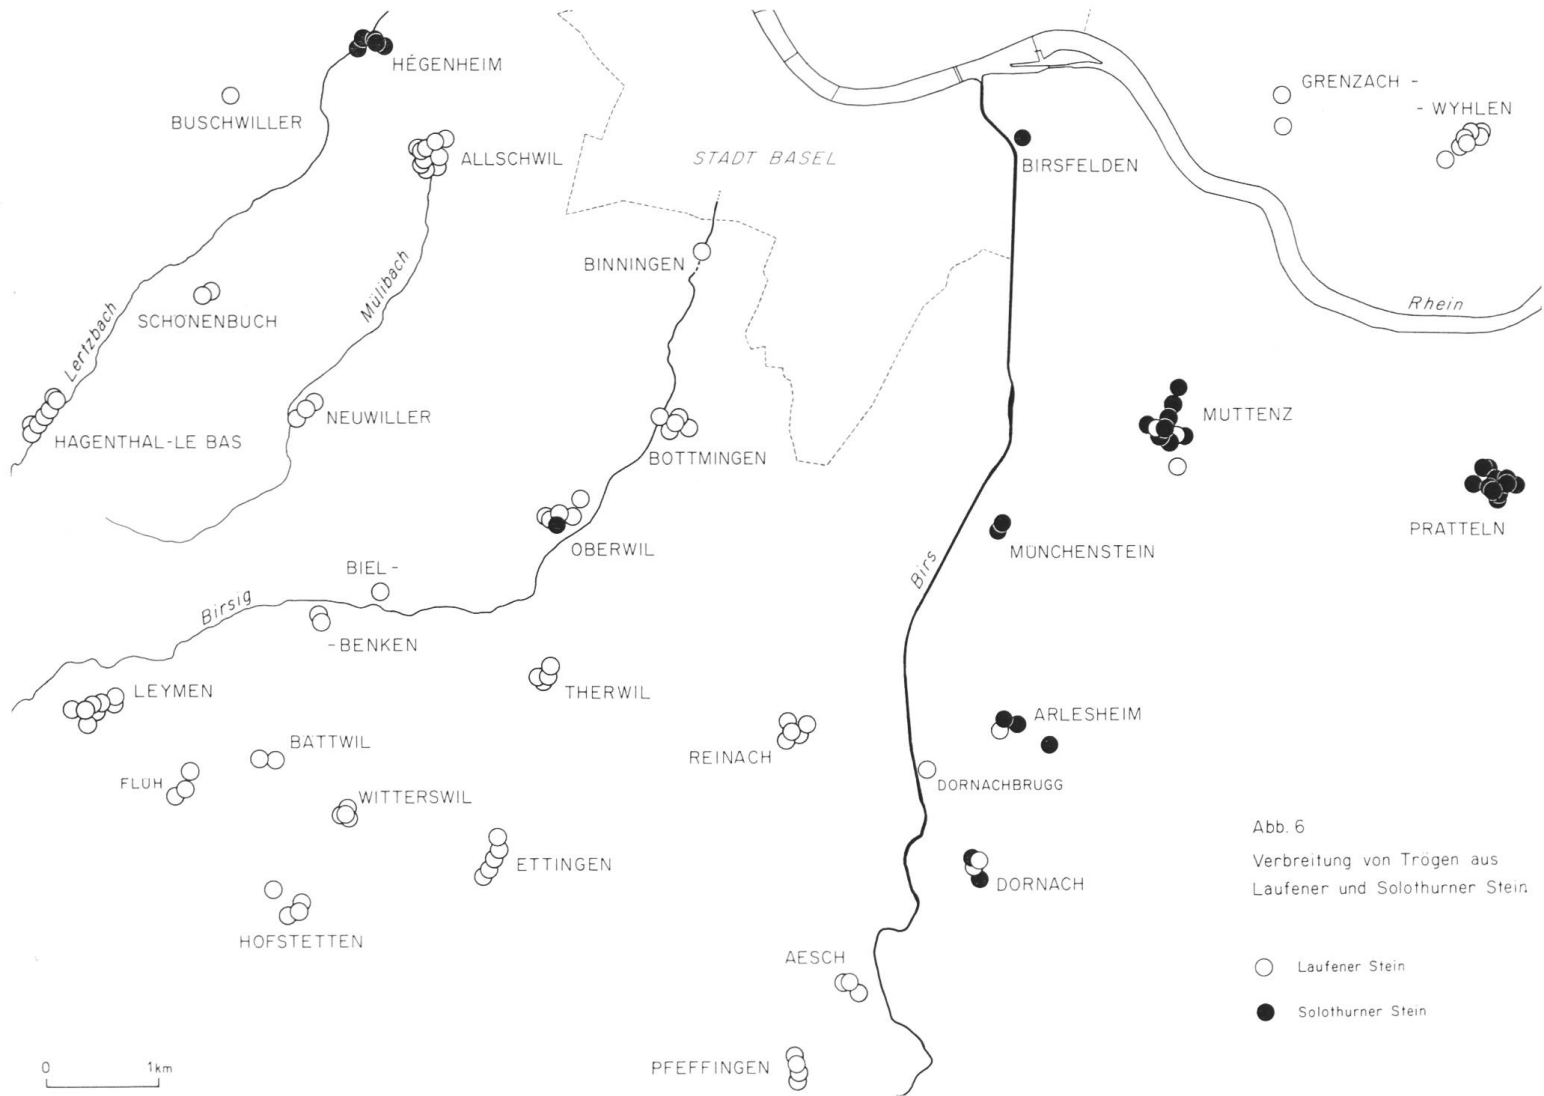 HÉGENHEIM
BUSCHWILLER
ALLSCHWIL
STADT BASEL
BIRSFELDEN
GRENZACH -
- WYHLEN
BINNINGEN
SCHÖNENBUCH
Mülibach
Lertzbach
Rhein
HAGENTHAL-LE BAS
NEUWILLER
BOTTMINGEN
MUTTENZ
PRATTELN
OBERWIL
MÜNCHENSTEIN
BIEL -
Birsig
- BENKEN
Birs
LEYMEN
THERWIL
ARLESHEIM
BÄTTWIL
REINACH
FLÜH
DORNACHBRUGG
WITTERSWIL
ETTINGEN
DORNACH
HOFSTETTEN
AESCH
PFEFFINGEN
Abb. 6
Verbreitung von Trögen aus
Laufener und Solothurner Stein
Laufener Stein
Solothurner Stein
0 1km